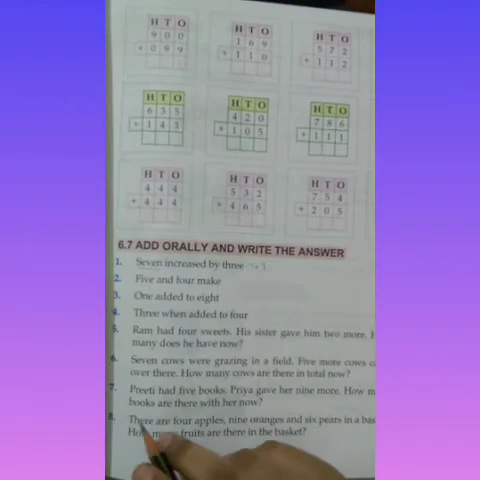 H T O
9 0 0
+ 0 9 9
H T O
1 6 9
+ 1 1 0
H T O
5 7 2
+ 1 1 2
H T O
6 3 5
+ 1 4 3
H T O
4 2 0
+ 1 0 5
H T O
7 8 6
+ 1 1 1
H T O
4 4 4
+ 4 4 4
H T O
5 3 2
+ 4 6 5
H T O
7 5 4
+ 2 0 5
6.7 ADD ORALLY AND WRITE THE ANSWER
1. Seven increased by three
2. Five and four make
3. One added to eight
4. Three when added to four
5. Ram had four sweets. His sister gave him two more.
many does he have now?
6. Seven cows were grazing in a field. Five more cows
over there. How many cows are there in total now?
7. Preeti had five books. Priya gave her nine more. How
books are there with her now?
8. There are four apples, nine oranges and six pears in a
How many fruits are there in the basket?